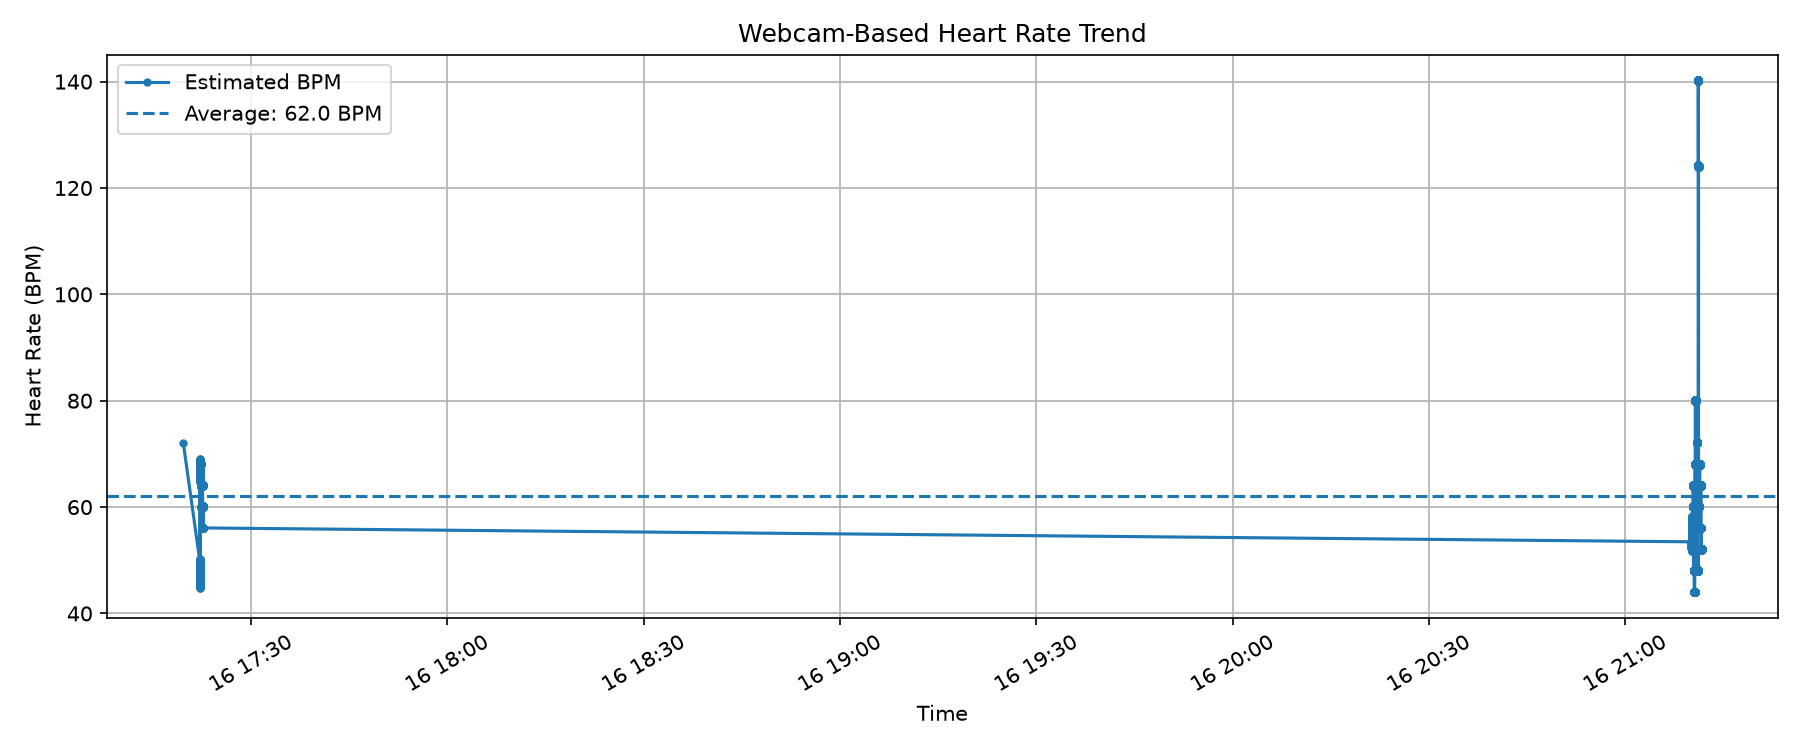 Webcam-Based Heart Rate Trend
Estimated BPM
Average: 62.0 BPM
Heart Rate (BPM)
140
120
100
80
60
40
16 17:30
16 18:00
16 18:30
16 19:00
16 19:30
16 20:00
16 20:30
16 21:00
Time